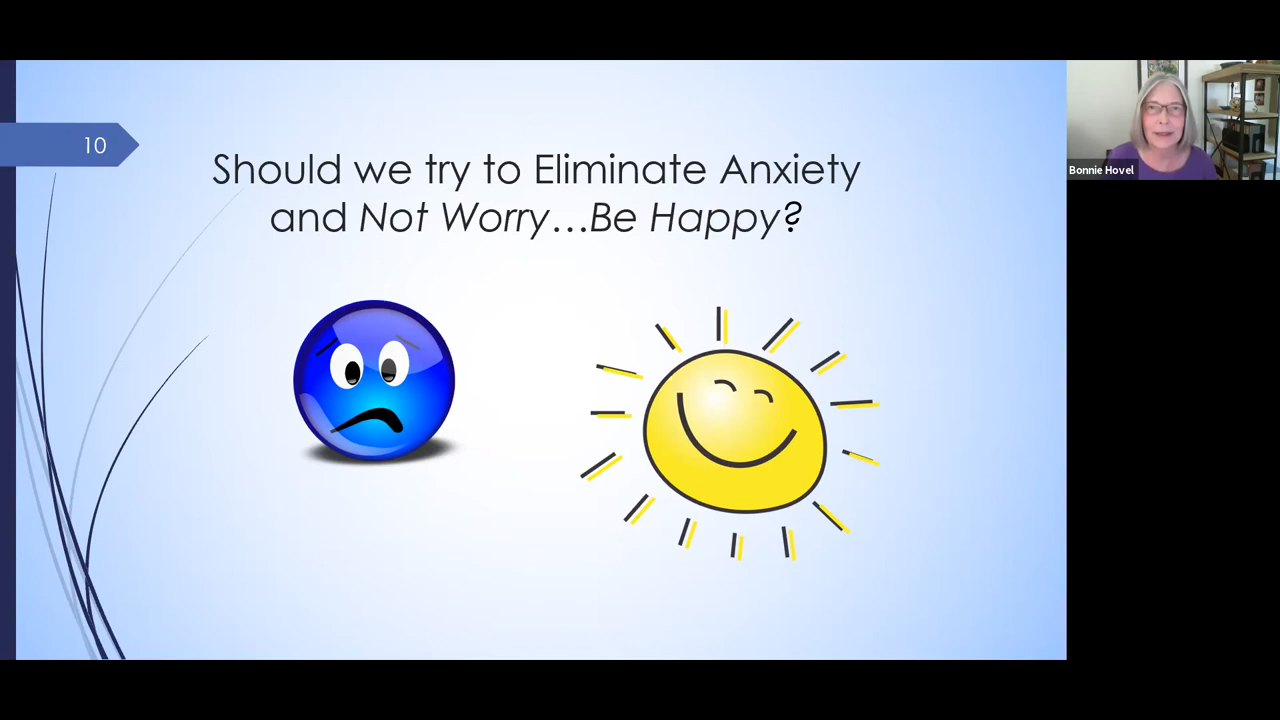 10
Should we try to Eliminate Anxiety
and Not Worry…Be Happy?
Bonnie Hovel